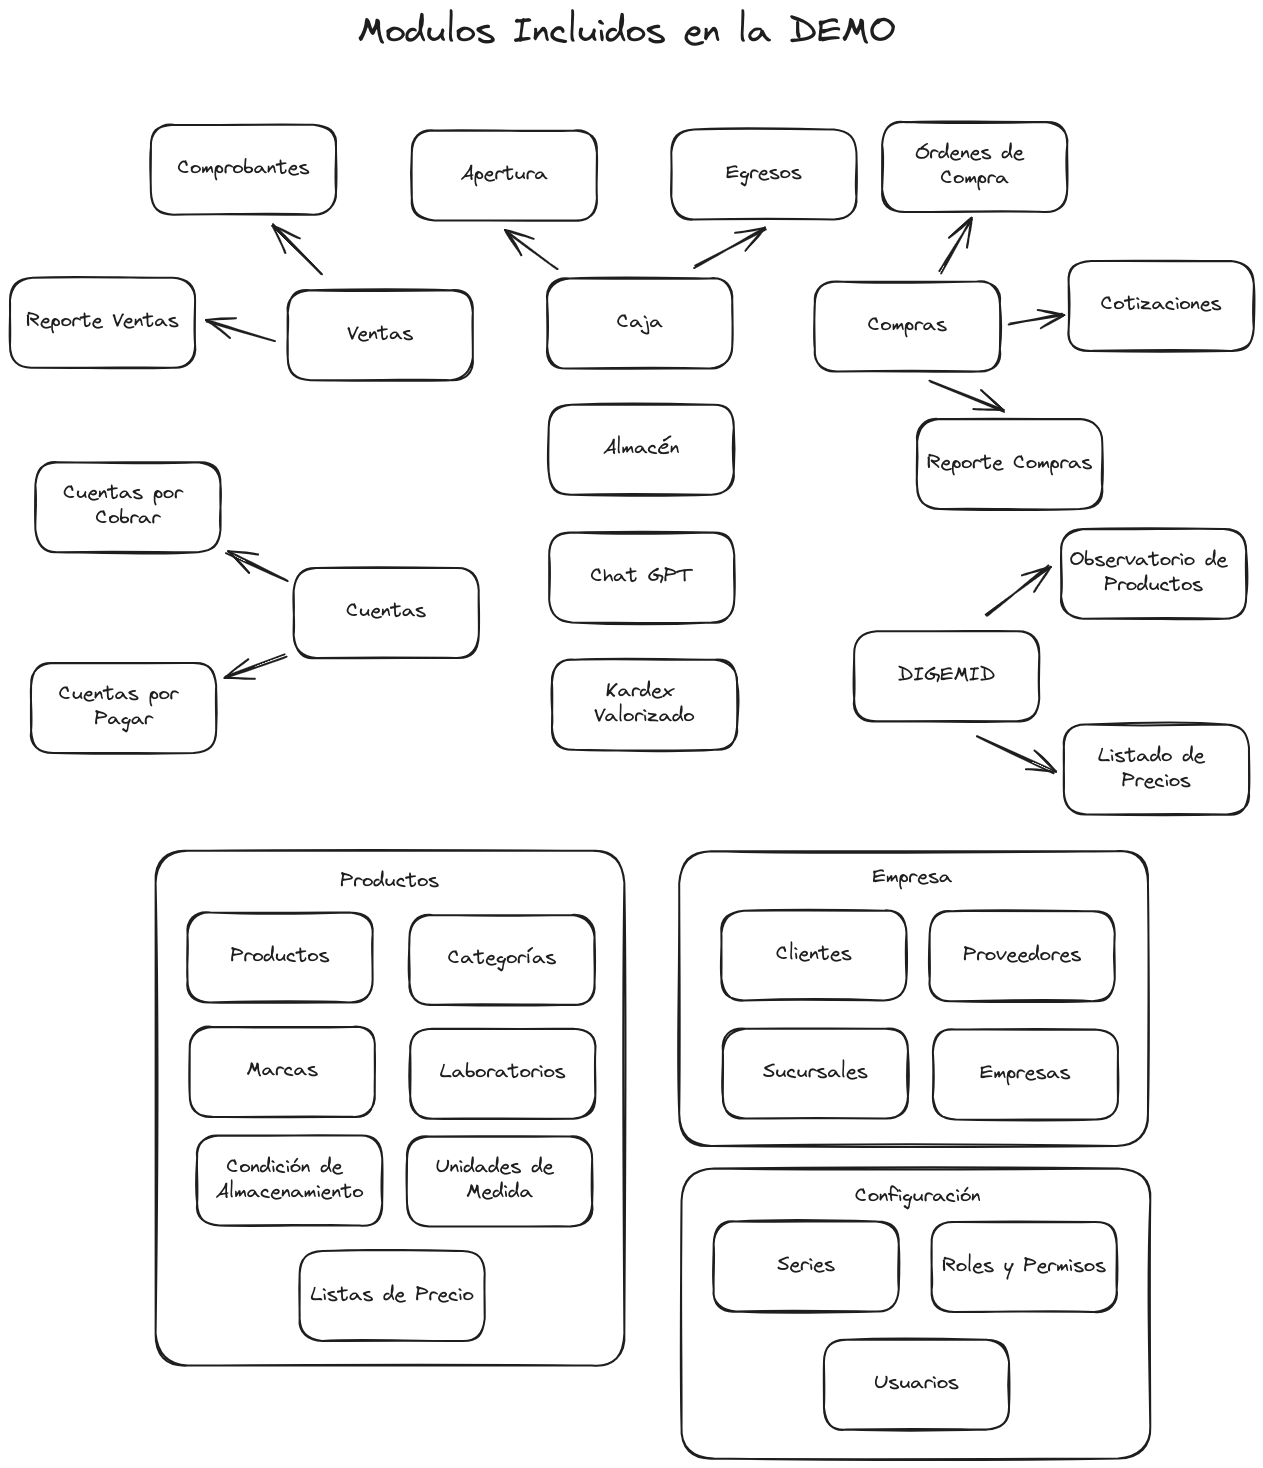 Modulos Incluidos en la DEMO
Comprobantes
Apertura
Egresos
Órdenes de
Compra
Reporte Ventas
Ventas
Caja
Compras
Cotizaciones
Almacén
Reporte Compras
Cuentas por
Cobrar
Chat GPT
Observatorio de
Productos
Cuentas
DIGEMID
Cuentas por
Pagar
Kardex
Valorizado
Listado de
Precios
Productos
Productos
Categorías
Marcas
Laboratorios
Condición de
Almacenamiento
Unidades de
Medida
Listas de Precio
Empresa
Clientes
Proveedores
Sucursales
Empresas
Configuración
Series
Roles y Permisos
Usuarios